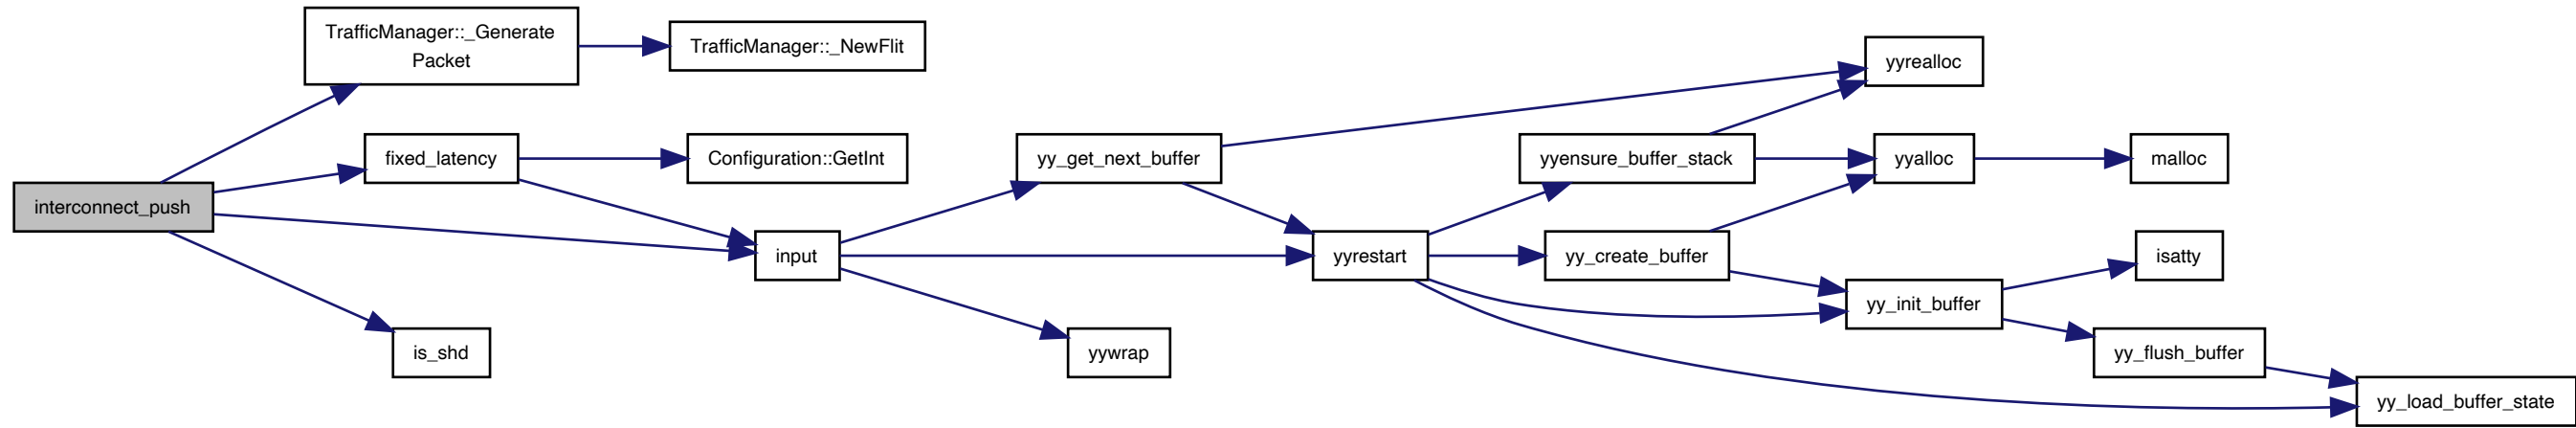 TrafficManager::_Generate
Packet
TrafficManager::_NewFlit
yyrealloc
fixed_latency
Configuration::GetInt
yy_get_next_buffer
yyensure_buffer_stack
yyalloc
malloc
interconnect_push
input
yyrestart
yy_create_buffer
isatty
yy_init_buffer
is_shd
yywrap
yy_flush_buffer
yy_load_buffer_state